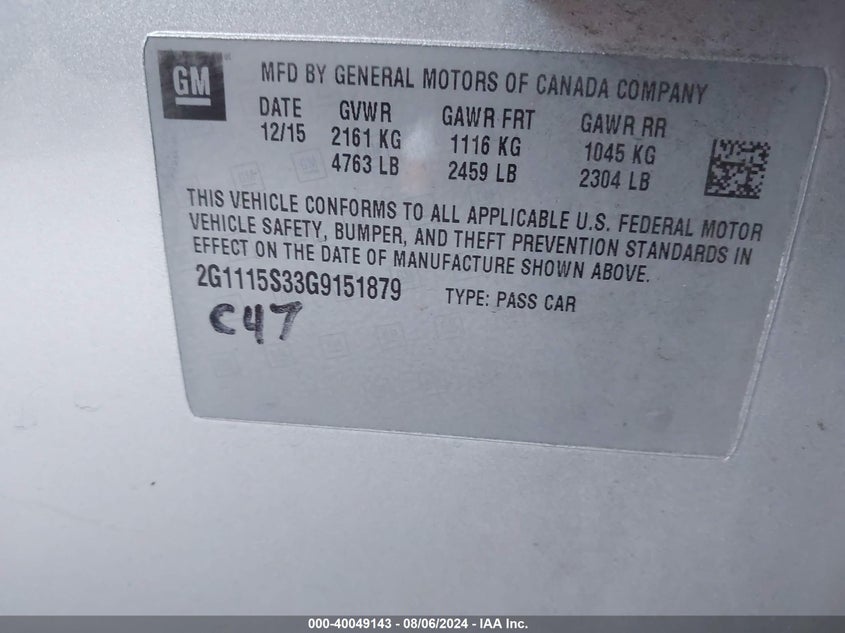 GM
MFD BY GENERAL MOTORS OF CANADA COMPANY
DATE GVWR GAWR FRT GAWR RR
12/15 2161 KG 1116 KG 1045 KG
4763 LB 2459 LB 2304 LB
THIS VEHICLE CONFORMS TO ALL APPLICABLE U.S. FEDERAL MOTOR
VEHICLE SAFETY, BUMPER, AND THEFT PREVENTION STANDARDS IN
EFFECT ON THE DATE OF MANUFACTURE SHOWN ABOVE.
2G1115S33G9151879 TYPE: PASS CAR
C47
000-40049143 - 08/06/2024 - IAA Inc.